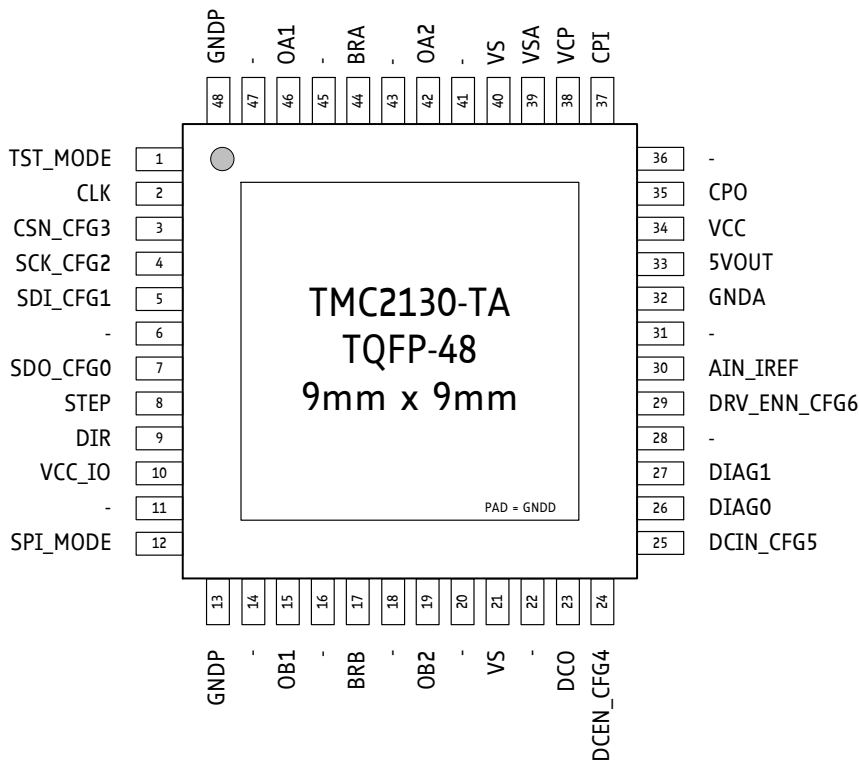 GNDP - OA1 - BRA - OA2 - VS VSA VCP CPI
48 47 46 45 44 43 42 41 40 39 38 37
TST_MODE 1
CLK 2
CSN_CFG3 3
SCK_CFG2 4
SDI_CFG1 5
- 6
SDO_CFG0 7
STEP 8
DIR 9
VCC_IO 10
- 11
SPI_MODE 12
TMC2130-TA
TQFP-48
9mm x 9mm
PAD = GNDD
36 -
35 CPO
34 VCC
33 5VOUT
32 GNDA
31 -
30 AIN_IREF
29 DRV_ENN_CFG6
28 -
27 DIAG1
26 DIAG0
25 DCIN_CFG5
13 14 15 16 17 18 19 20 21 22 23 24
GNDP - OB1 - BRB - OB2 - VS - DCO DCEN_CFG4